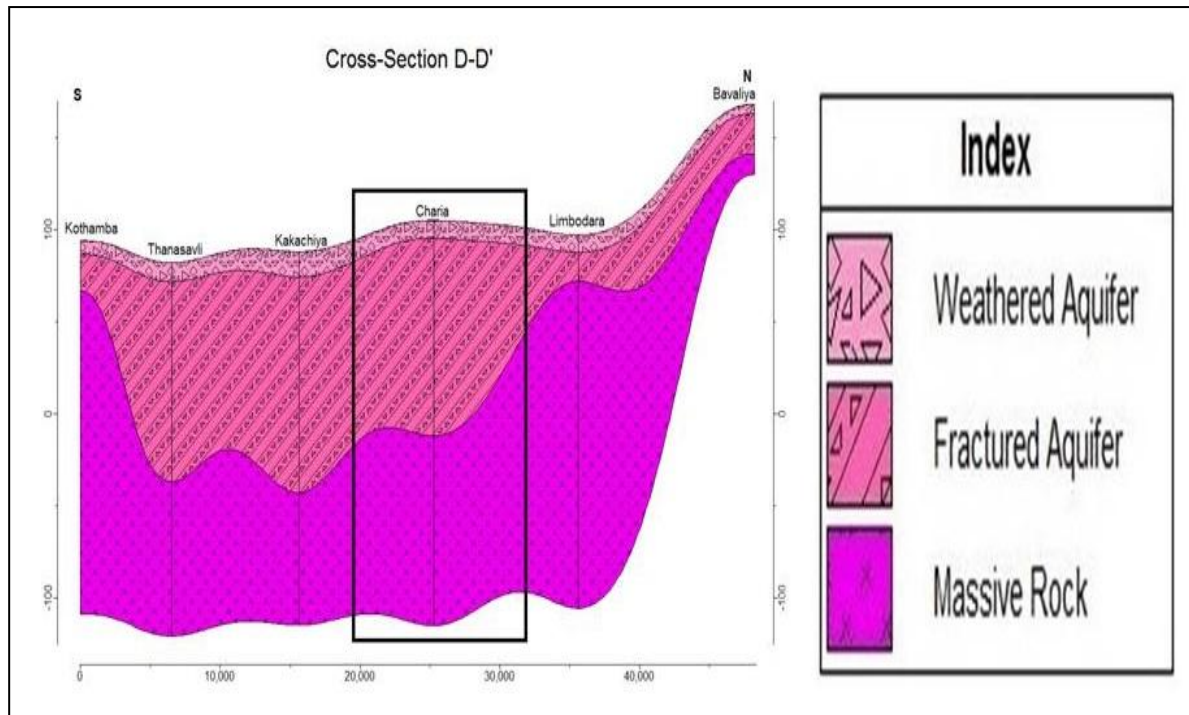 Cross-Section D-D'
S
N
Bavaliya
Kothamba
Thanasavli
Kakachiya
Charia
Limbodara
100
0
-100
100
0
-100
0
10,000
20,000
30,000
40,000
Index
Weathered Aquifer
Fractured Aquifer
Massive Rock